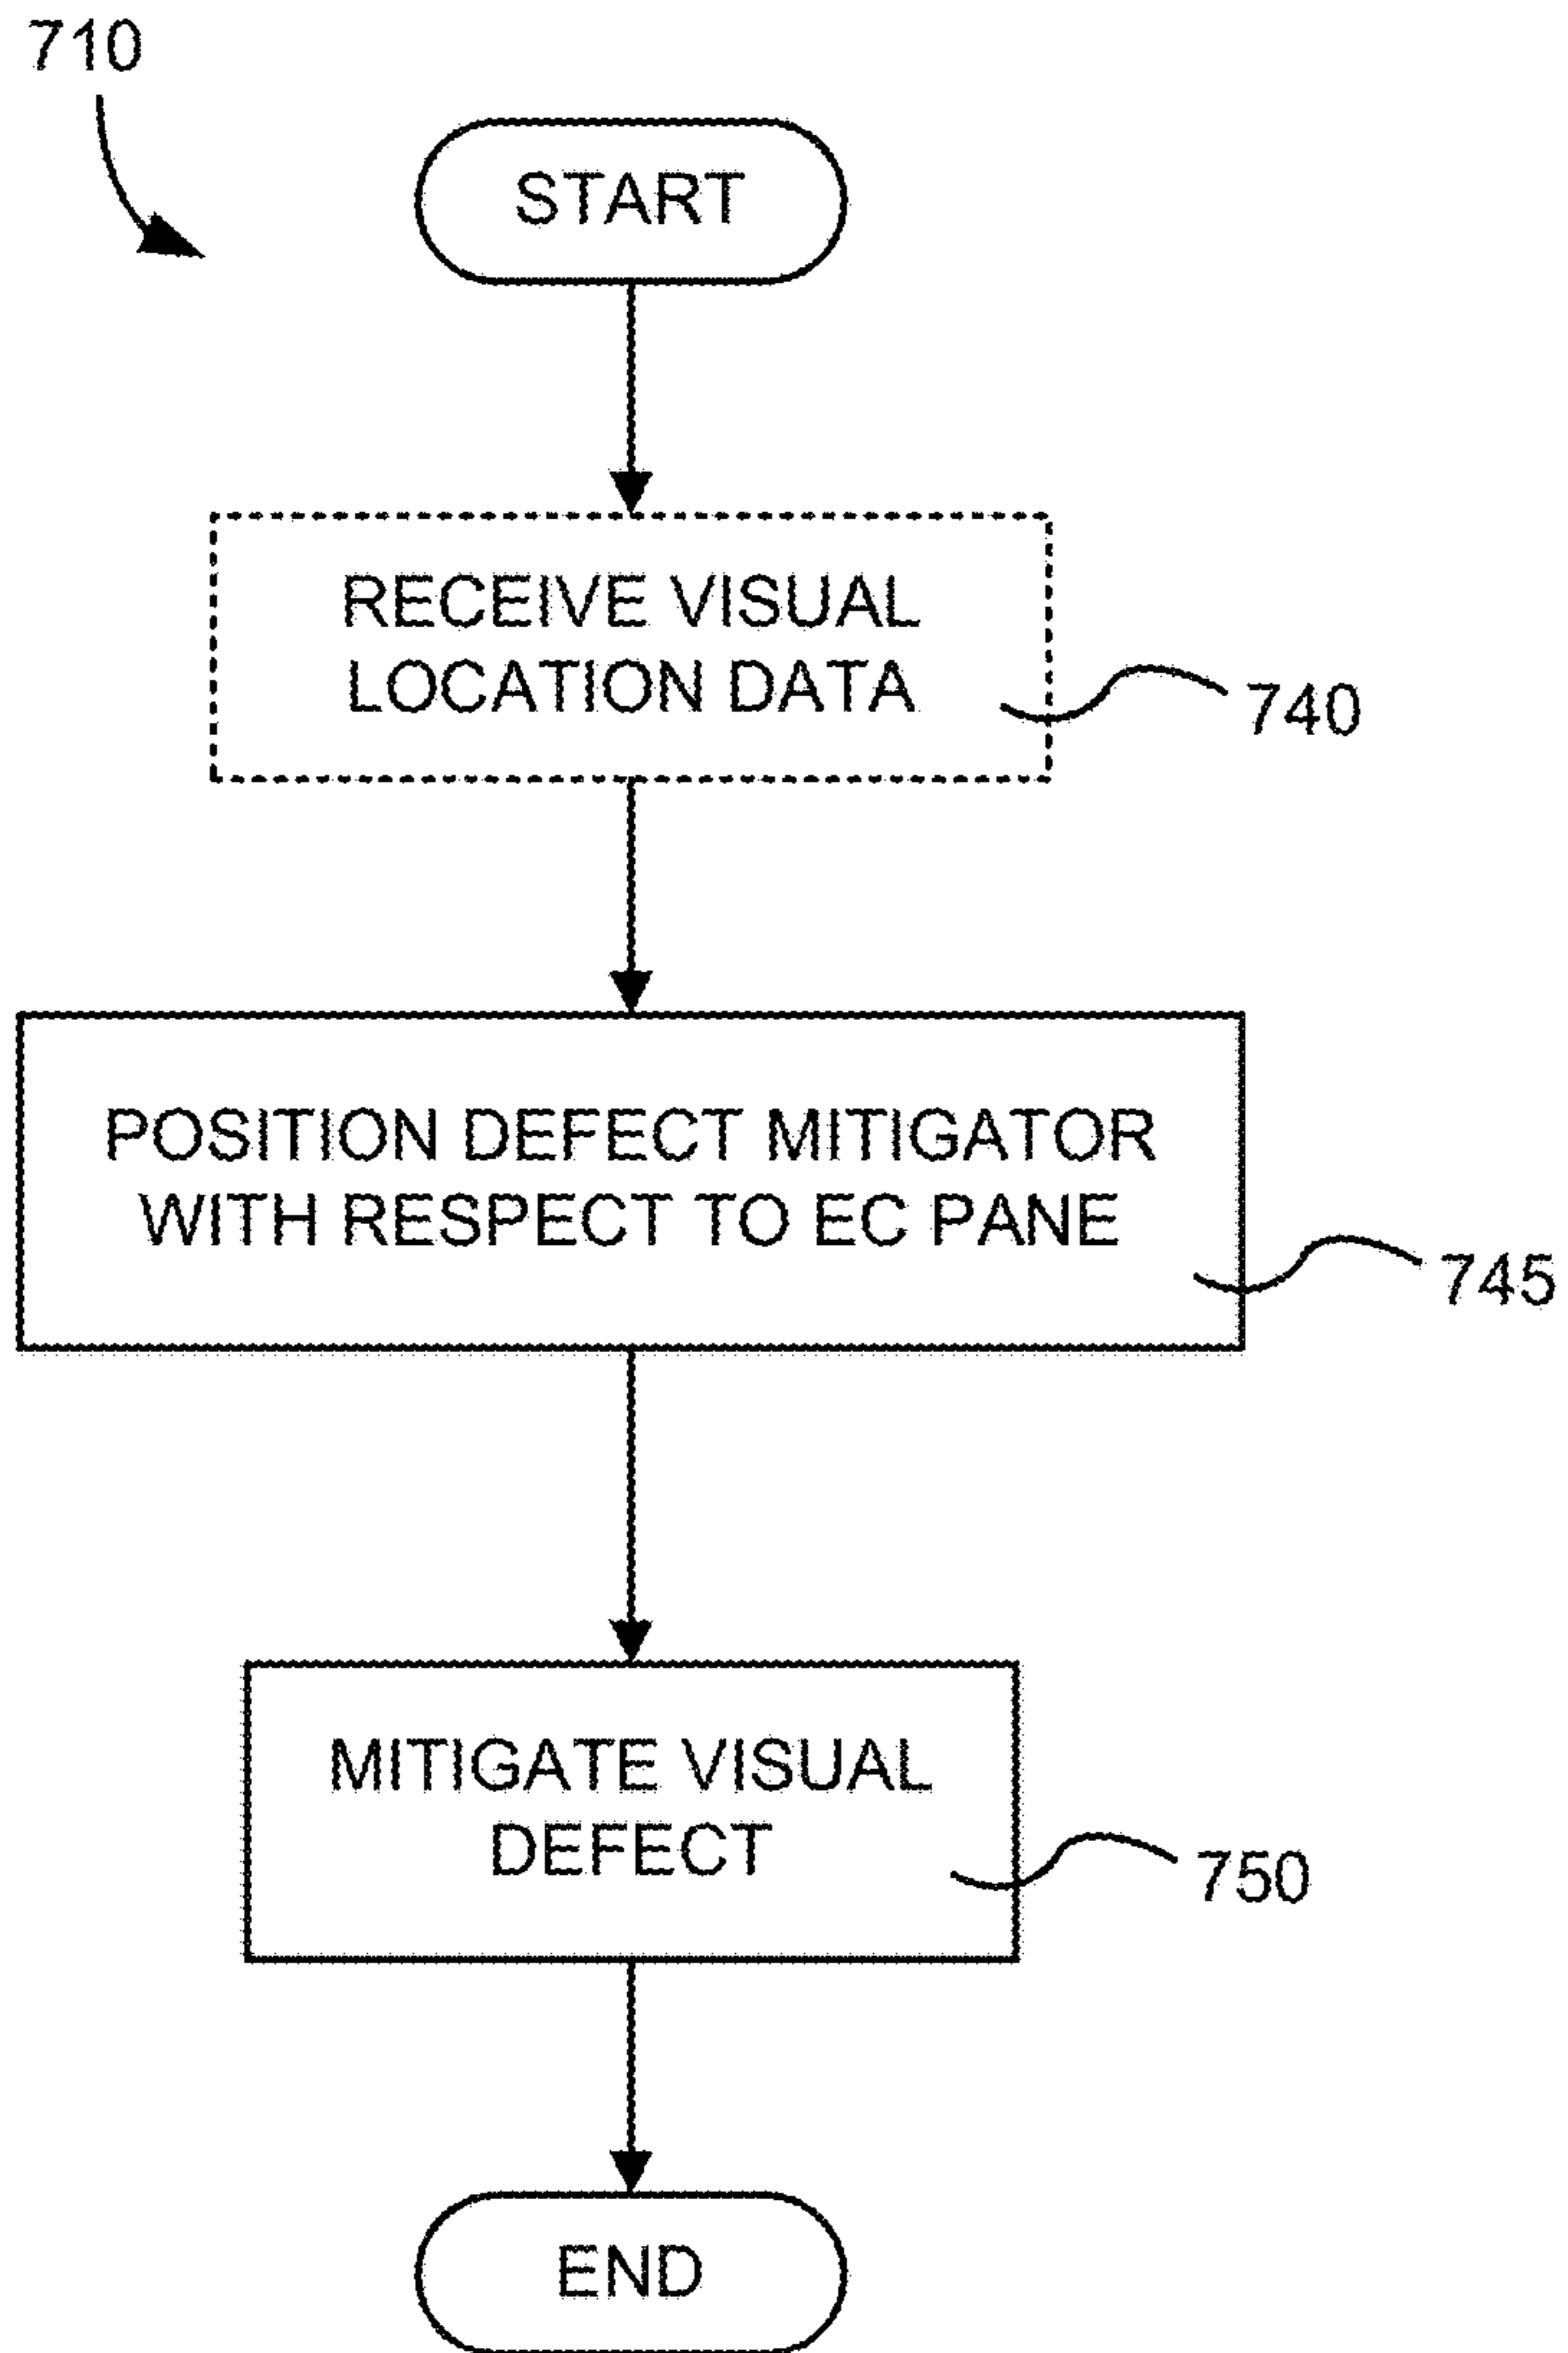 710
START
RECEIVE VISUAL
LOCATION DATA
740
POSITION DEFECT MITIGATOR
WITH RESPECT TO EC PANE
745
MITIGATE VISUAL
DEFECT
750
END